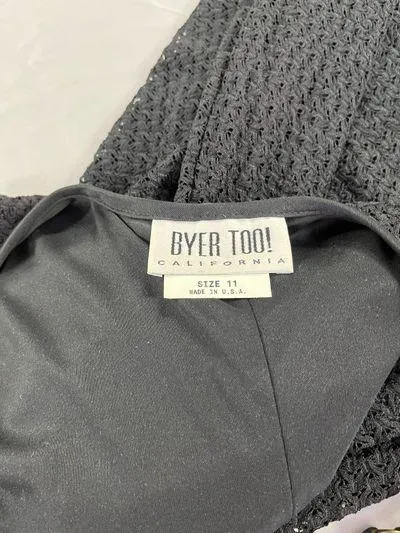 BYER TOO!
CALIFORNIA
SIZE 11
MADE IN U.S.A.